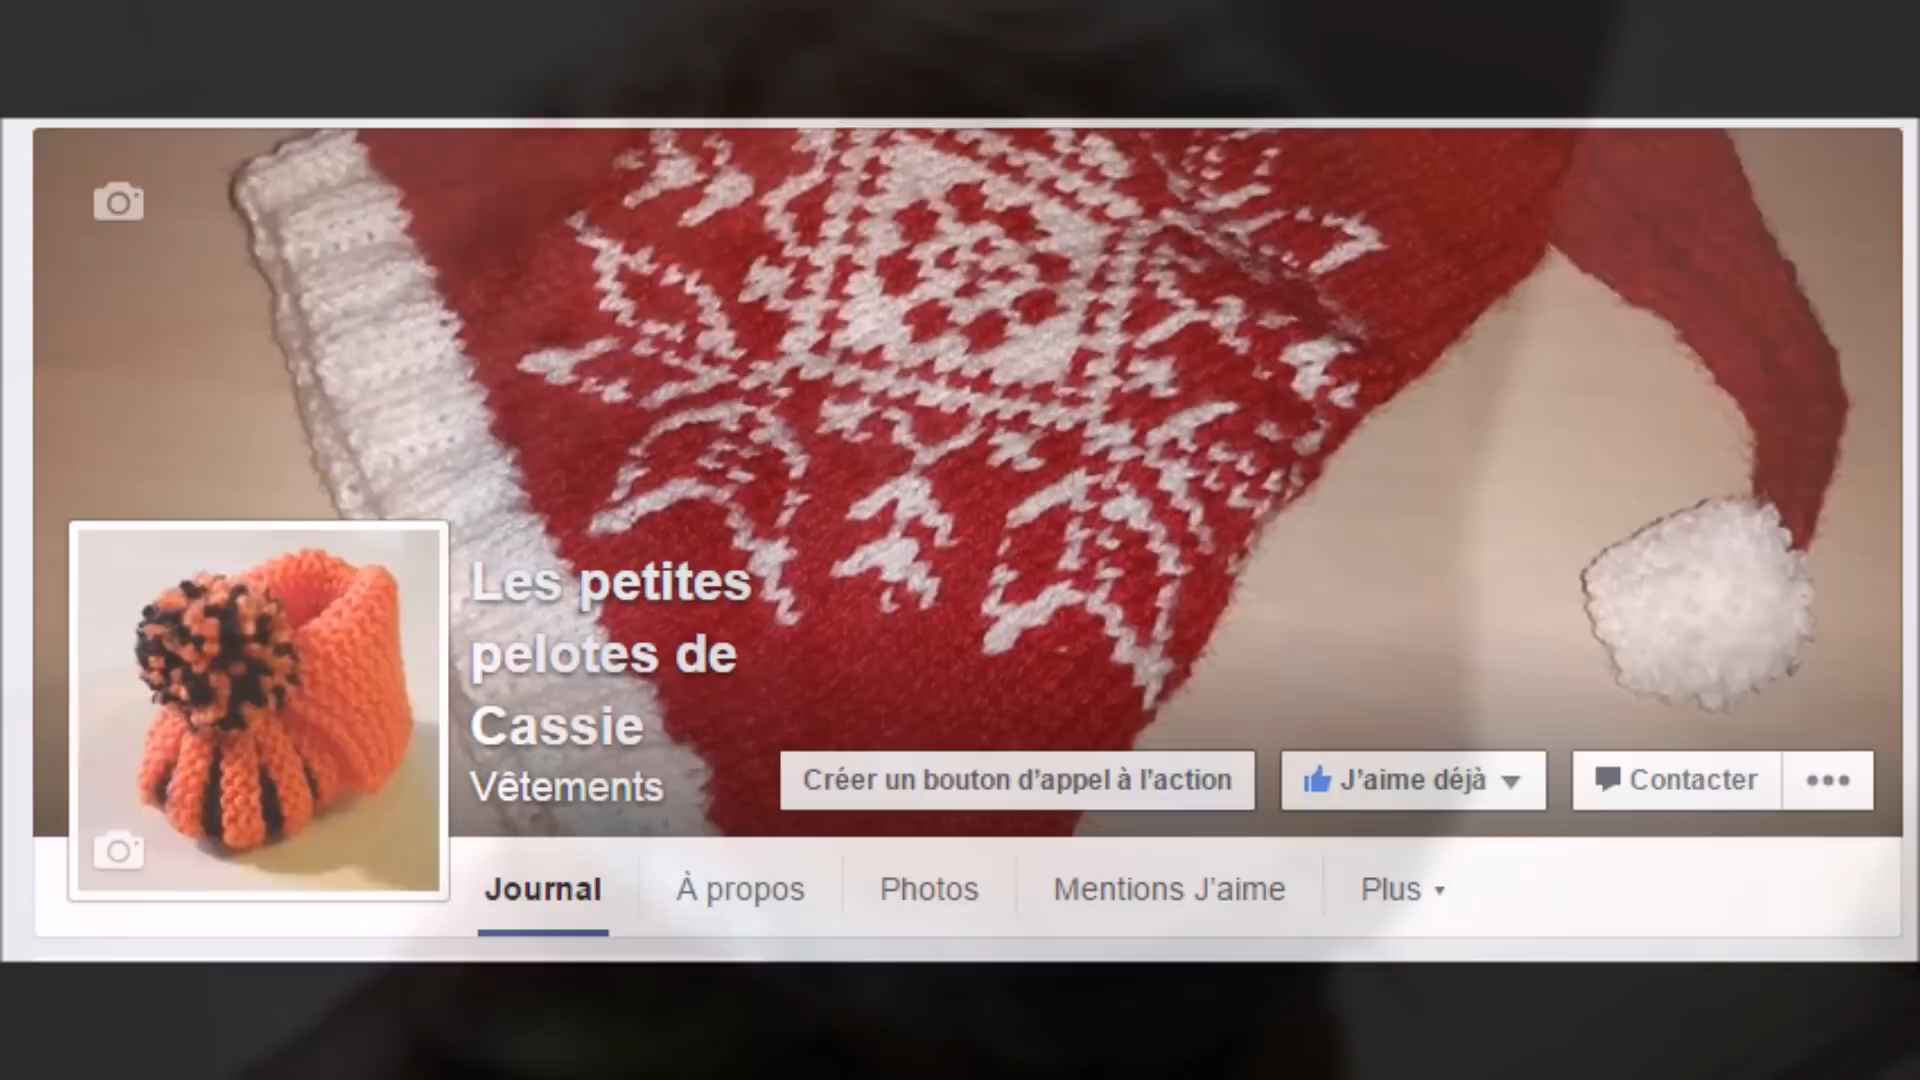 Les petites
pelotes de
Cassie
Vêtements
Créer un bouton d'appel à l'action
J'aime déjà
Contacter
Journal
À propos
Photos
Mentions J'aime
Plus